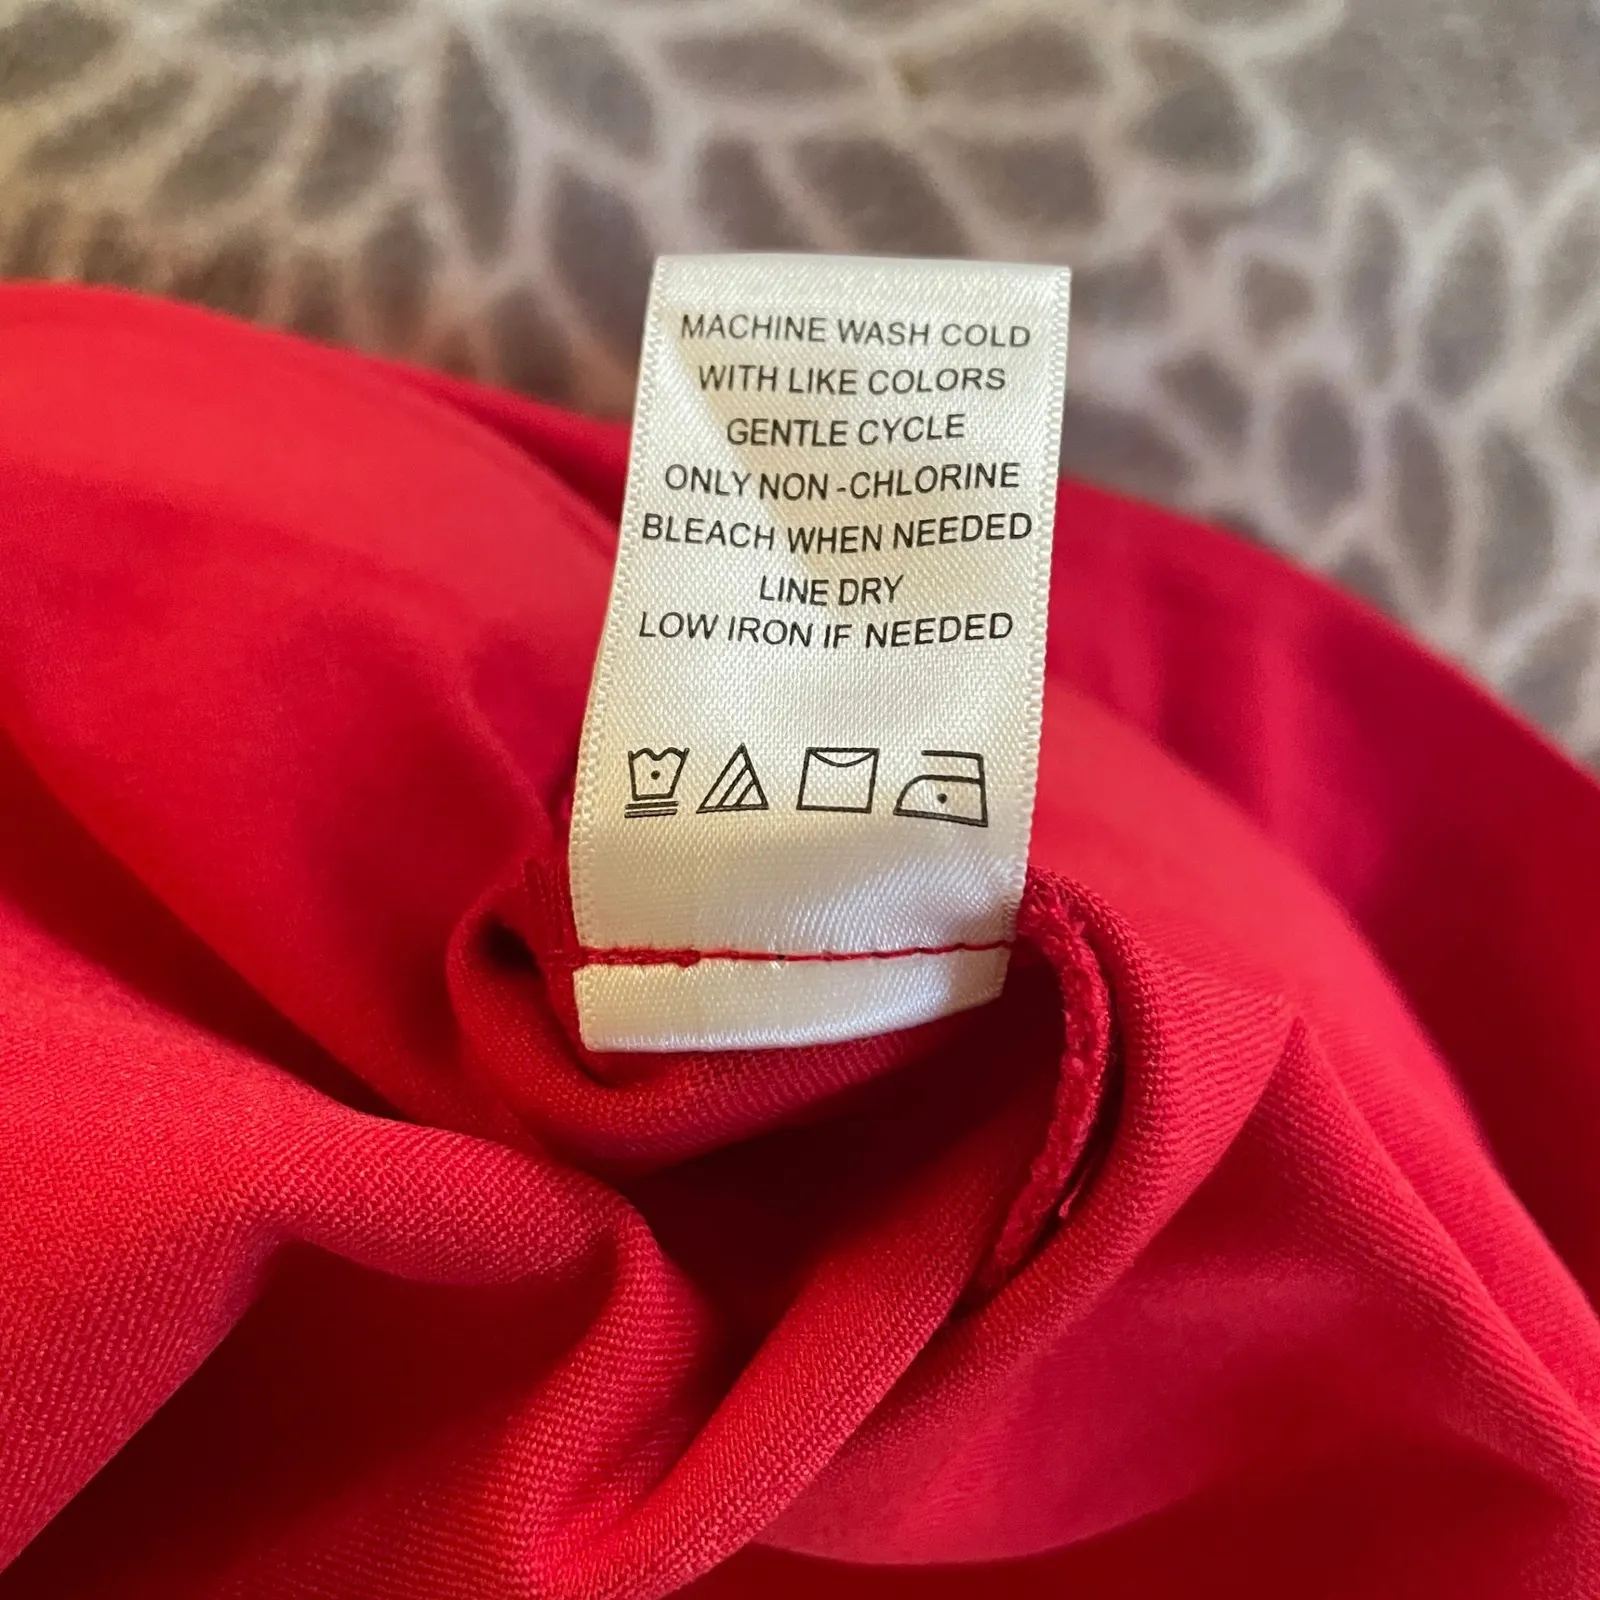 MACHINE WASH COLD
WITH LIKE COLORS
GENTLE CYCLE
ONLY NON-CHLORINE
BLEACH WHEN NEEDED
LINE DRY
LOW IRON IF NEEDED